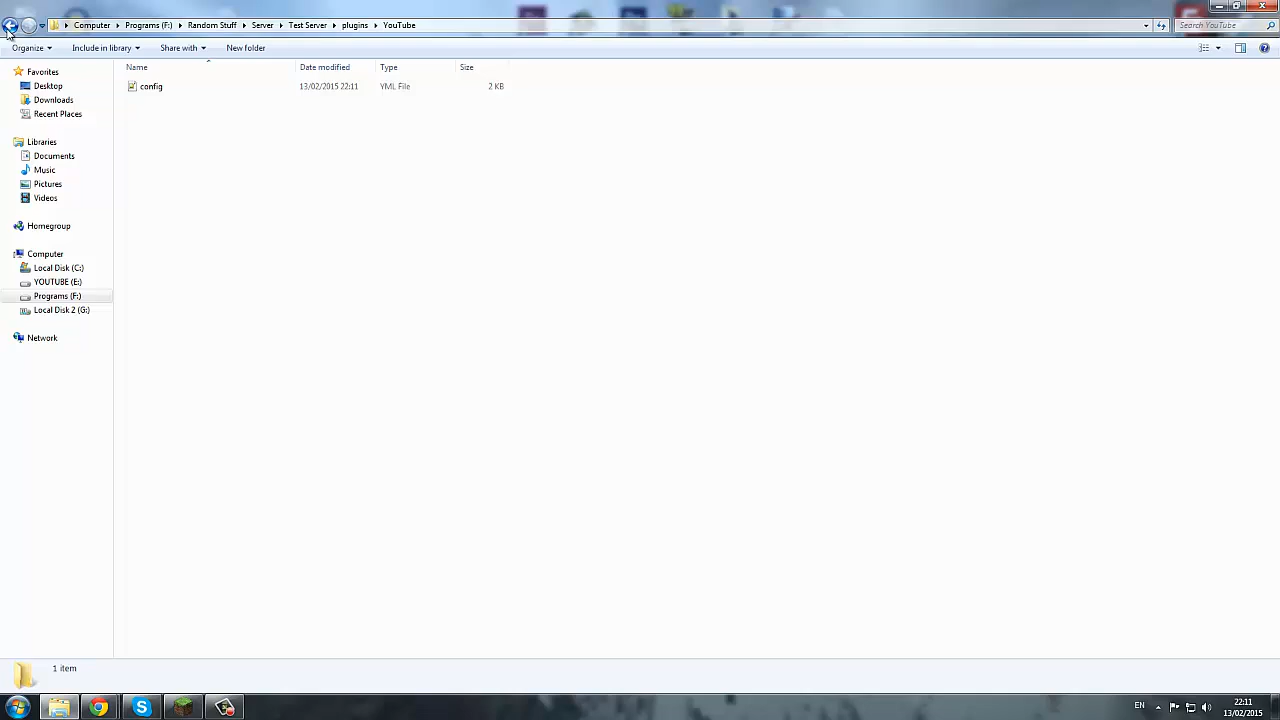 Computer Programs (F:) Random Stuff Server Test Server plugins YouTube Search YouTube
Organize Include in library Share with New folder
Name Date modified Type Size
config 13/02/2015 22:11 YML File 2 KB
Favorites
Desktop
Downloads
Recent Places
Libraries
Documents
Music
Pictures
Videos
Homegroup
Computer
Local Disk (C:)
YOUTUBE (E:)
Programs (F:)
Local Disk 2 (G:)
Network
1 item
EN 22:11
13/02/2015